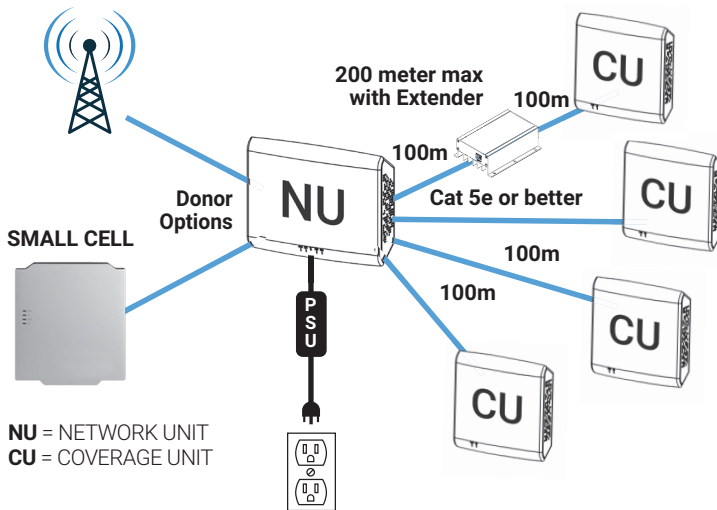 200 meter max
with Extender
100m
CU
100m
NU
Donor
Options
Cat 5e or better
CU
SMALL CELL
100m
100m
CU
P
S
U
CU
NU = NETWORK UNIT
CU = COVERAGE UNIT